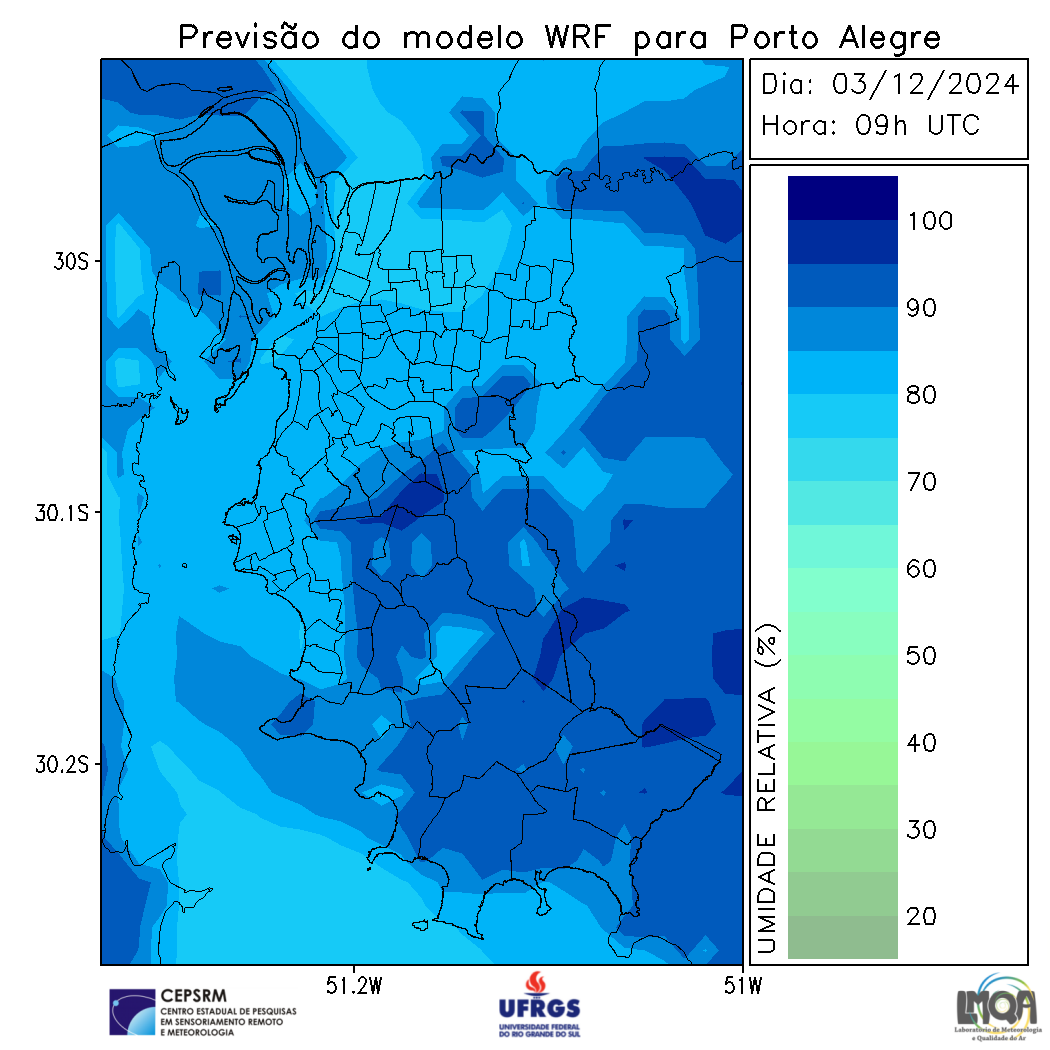 Previsão do modelo WRF para Porto Alegre
Dia: 03/12/2024
Hora: 09h UTC
30S
30.1S
30.2S
51.2W
51W
UMIDADE RELATIVA (%)
100
90
80
70
60
50
40
30
20
CEPSRM
CENTRO ESTADUAL DE PESQUISAS
EM SENSORIAMENTO REMOTO
E METEOROLOGIA
UFRGS
UNIVERSIDADE FEDERAL
DO RIO GRANDE DO SUL
LMQA
Laboratório de Meteorologia
e Qualidade do Ar